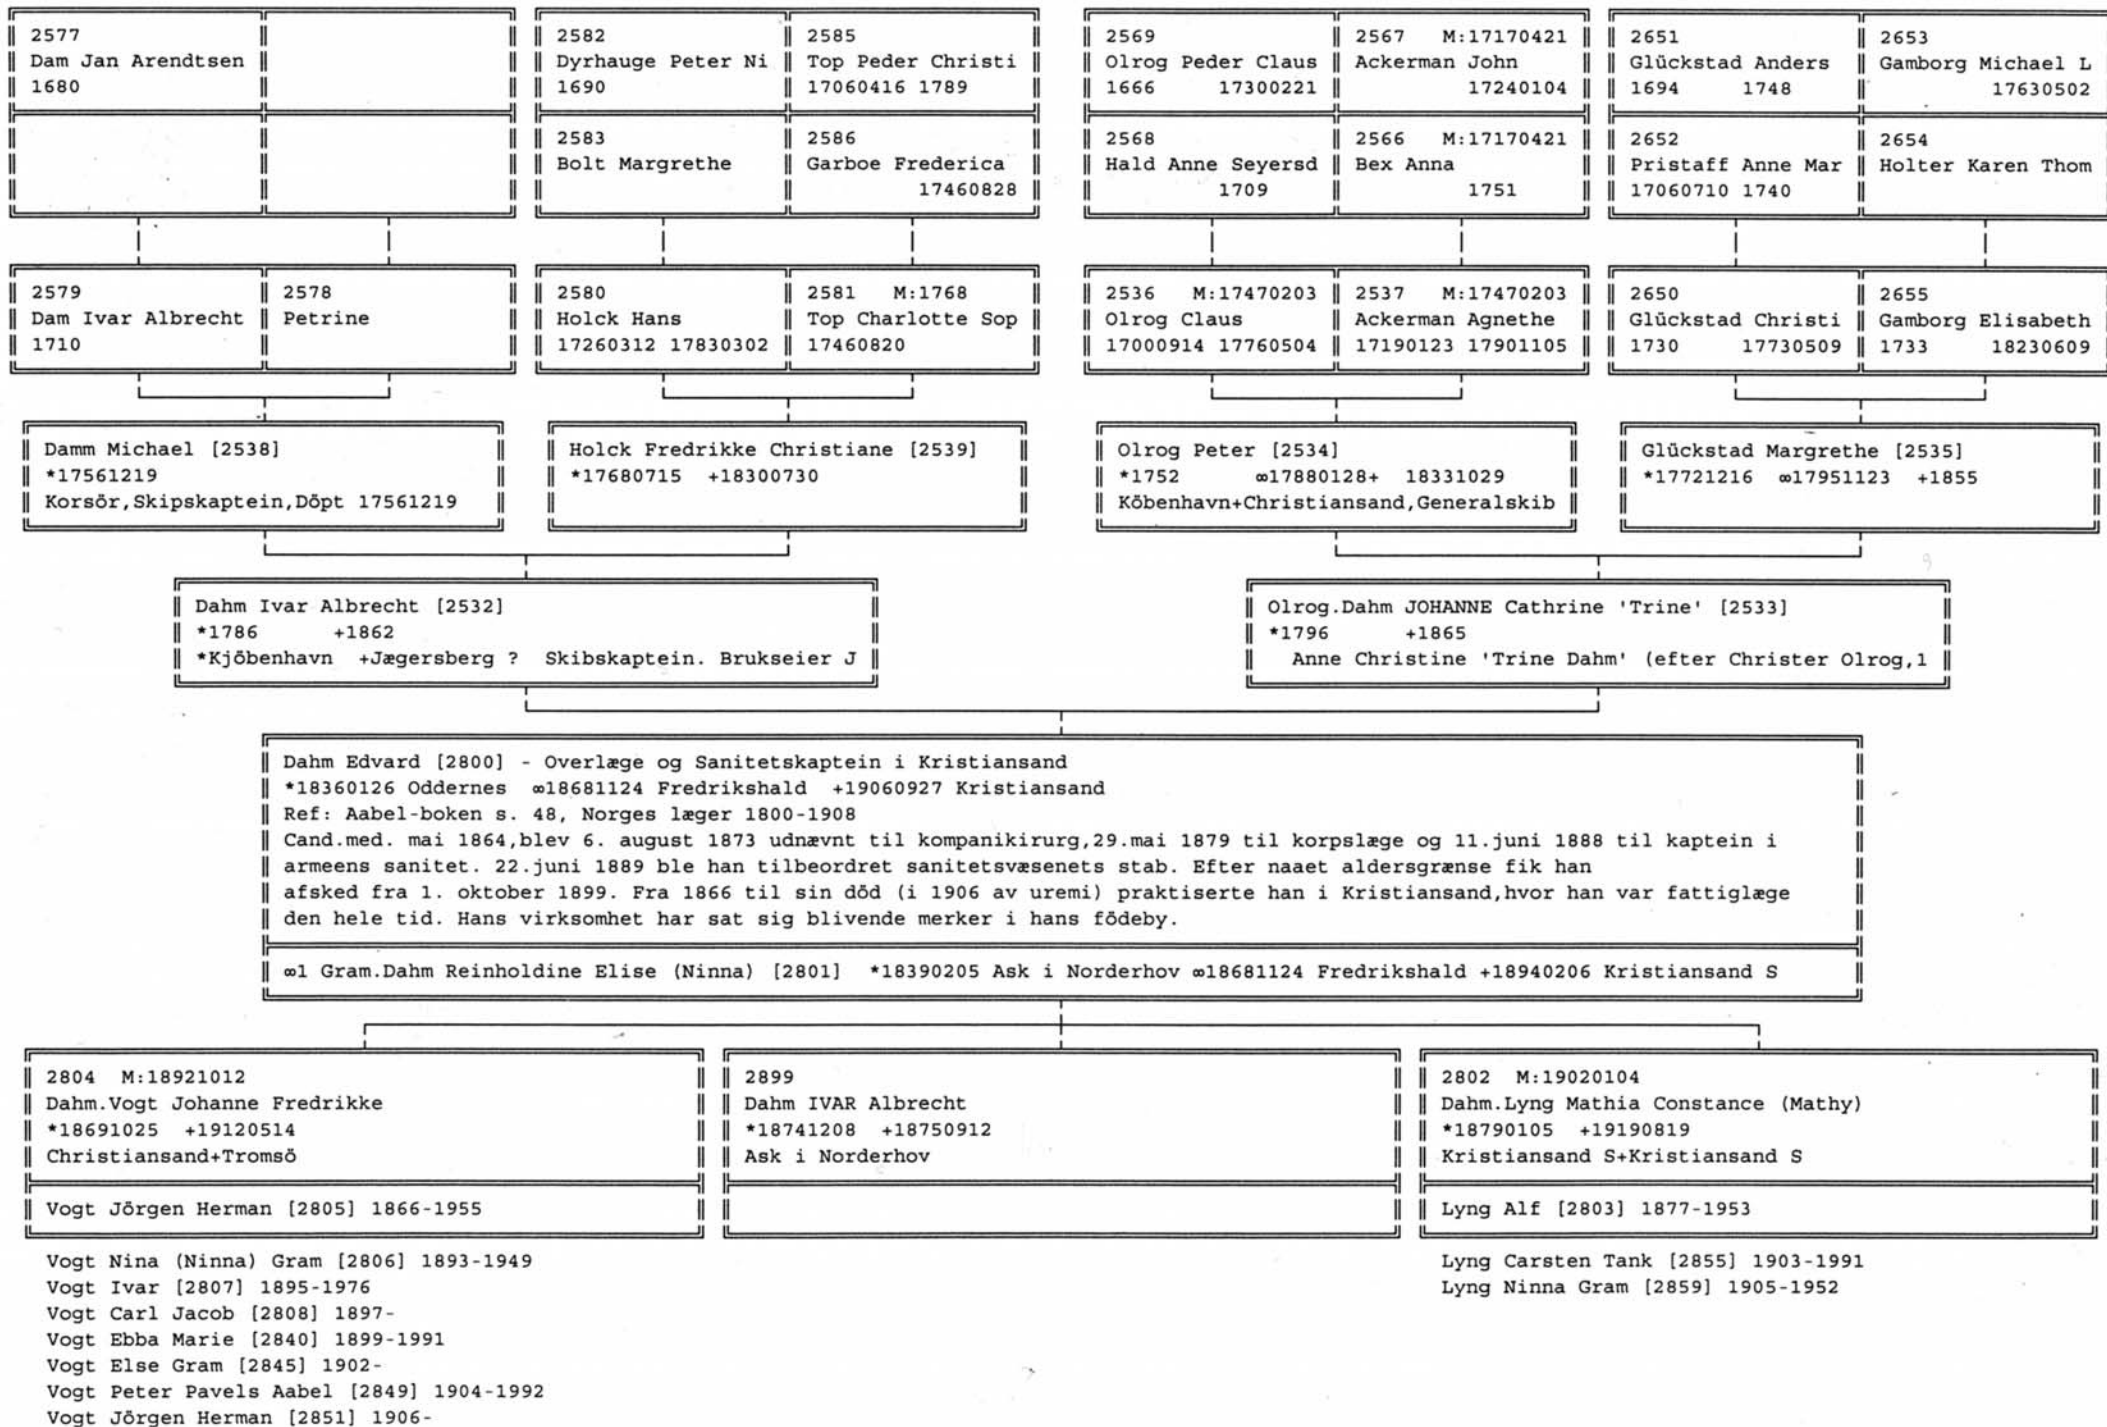 2577
Dam Jan Arendtsen
1680
2582
Dyrhauge Peter Ni
1690
2585
Top Peder Christi
17060416 1789
2569
Olrog Peder Claus
1666 17300221
2567 M:17170421
Ackerman John
17240104
2651
Glückstad Anders
1694 1748
2653
Gamborg Michael L
17630502
2583
Bolt Margrethe
2586
Garboe Frederica
17460828
2568
Hald Anne Seyersd
1709
2566 M:17170421
Bex Anna
1751
2652
Pristaff Anne Mar
17060710 1740
2654
Holter Karen Thom
2579
Dam Ivar Albrecht
1710
2578
Petrine
2580
Holck Hans
17260312 17830302
2581 M:1768
Top Charlotte Sop
17460820
2536 M:17470203
Olrog Claus
17000914 17760504
2537 M:17470203
Ackerman Agnethe
17190123 17901105
2650
Glückstad Christi
1730 17730509
2655
Gamborg Elisabeth
1733 18230609
Damm Michael [2538]
*17561219
Korsör,Skipskaptein,Döpt 17561219
Holck Fredrikke Christiane [2539]
*17680715 +18300730
Olrog Peter [2534]
*1752 ∞17880128+ 18331029
Köbenhavn+Christiansand,Generalskib
Glückstad Margrethe [2535]
*17721216 ∞17951123 +1855
Dahm Ivar Albrecht [2532]
*1786 +1862
*Kjöbenhavn +Jægersberg ? Skibskaptein. Brukseier J
Olrog.Dahm JOHANNE Cathrine 'Trine' [2533]
*1796 +1865
Anne Christine 'Trine Dahm' (efter Christer Olrog,1
Dahm Edvard [2800] - Overlæge og Sanitetskaptein i Kristiansand
*18360126 Oddernes ∞18681124 Fredrikshald +19060927 Kristiansand
Ref: Aabel-boken s. 48, Norges læger 1800-1908
Cand.med. mai 1864,blev 6. august 1873 udnævnt til kompanikirurg,29.mai 1879 til korpslæge og 11.juni 1888 til kaptein i
armeens sanitet. 22.juni 1889 ble han tilbeordret sanitetsvæsenets stab. Efter naaet aldersgrænse fik han
afsked fra 1. oktober 1899. Fra 1866 til sin död (i 1906 av uremi) praktiserte han i Kristiansand,hvor han var fattiglæge
den hele tid. Hans virksomhet har sat sig blivende merker i hans födeby.
∞1 Gram.Dahm Reinholdine Elise (Ninna) [2801] *18390205 Ask i Norderhov ∞18681124 Fredrikshald +18940206 Kristiansand S
2804 M:18921012
Dahm.Vogt Johanne Fredrikke
*18691025 +19120514
Christiansand+Tromsö
Vogt Jörgen Herman [2805] 1866-1955
Vogt Nina (Ninna) Gram [2806] 1893-1949
Vogt Ivar [2807] 1895-1976
Vogt Carl Jacob [2808] 1897-
Vogt Ebba Marie [2840] 1899-1991
Vogt Else Gram [2845] 1902-
Vogt Peter Pavels Aabel [2849] 1904-1992
Vogt Jörgen Herman [2851] 1906-
2899
Dahm IVAR Albrecht
*18741208 +18750912
Ask i Norderhov
2802 M:19020104
Dahm.Lyng Mathia Constance (Mathy)
*18790105 +19190819
Kristiansand S+Kristiansand S
Lyng Alf [2803] 1877-1953
Lyng Carsten Tank [2855] 1903-1991
Lyng Ninna Gram [2859] 1905-1952